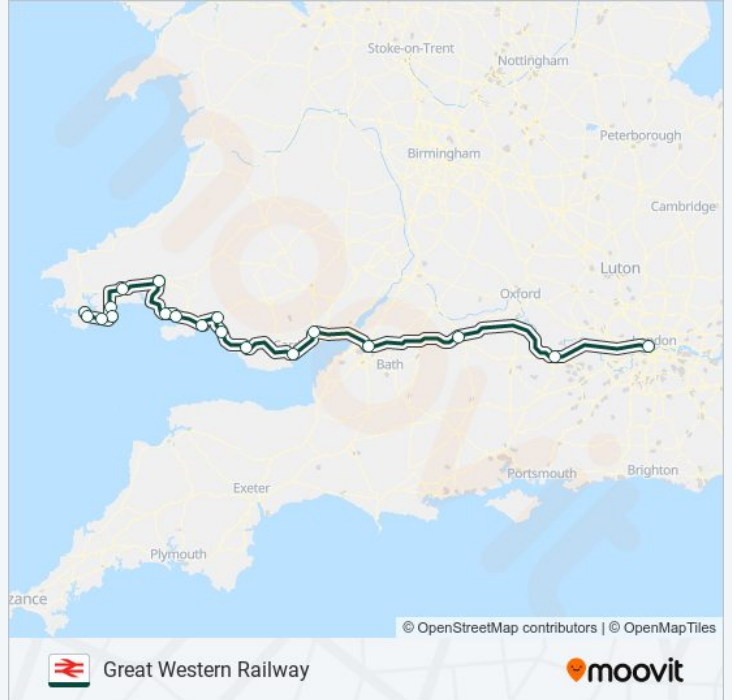 Stoke-on-Trent
Nottingham
Peterborough
Birmingham
Cambridge
Luton
Oxford
London
Bath
Portsmouth
Brighton
Exeter
Plymouth
zance
© OpenStreetMap contributors | © OpenMapTiles
Great Western Railway
moovit